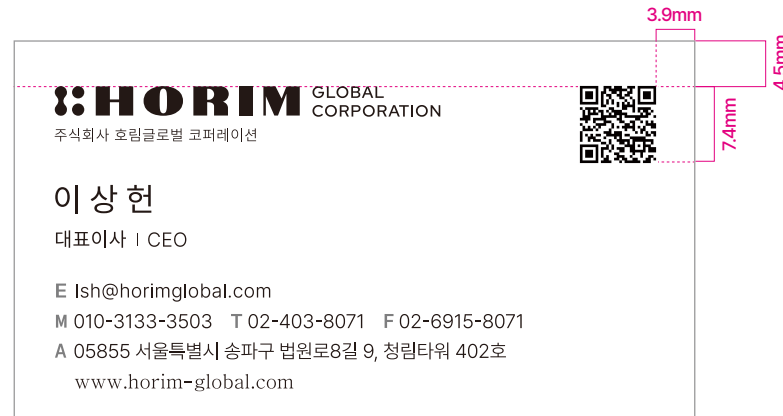 3.9mm
4.5mm
7.4mm
HORIM GLOBAL CORPORATION
주식회사 호림글로벌 코퍼레이션
이상헌
대표이사 | CEO
E lsh@horimglobal.com
M 010-3133-3503 T 02-403-8071 F 02-6915-8071
A 05855 서울특별시 송파구 법원로8길 9, 청림타워 402호
www.horim-global.com